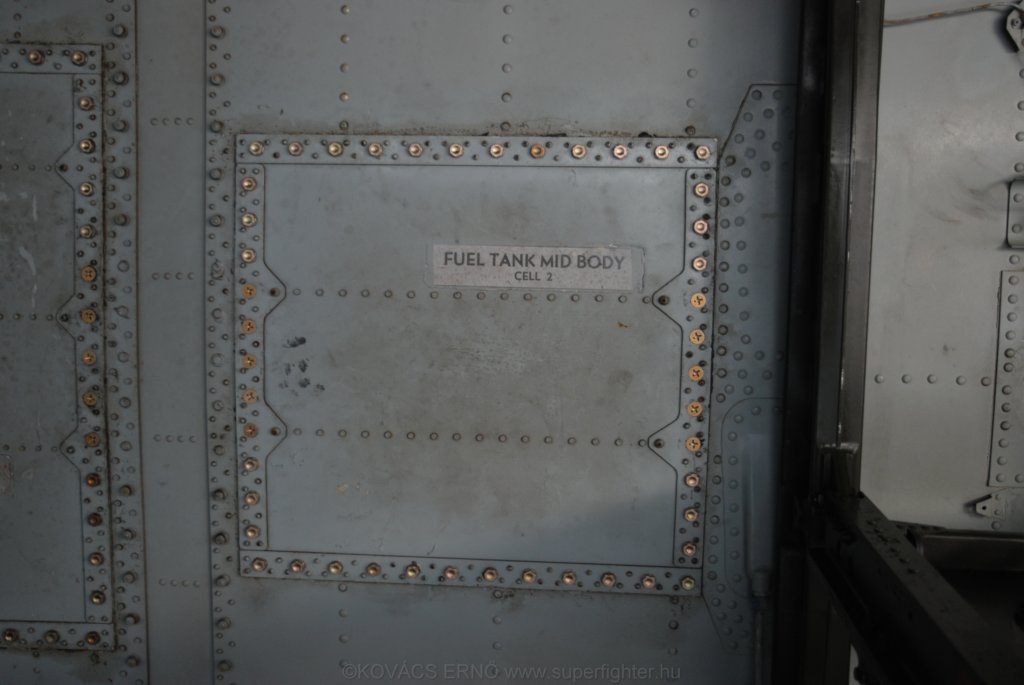 FUEL TANK MID BODY
CELL 2
©KOVÁCS ERNŐ www.superfighter.hu